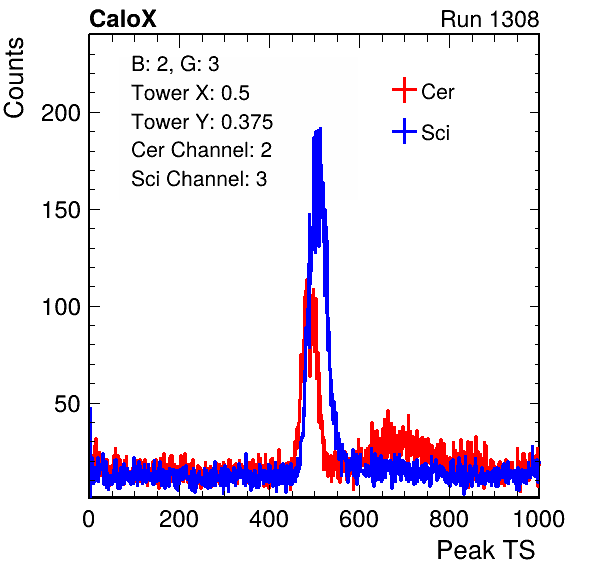 CaloX Run 1308
Counts
B: 2, G: 3
Tower X: 0.5
Tower Y: 0.375
Cer Channel: 2
Sci Channel: 3
Cer
Sci
200
150
100
50
0 200 400 600 800 1000
Peak TS